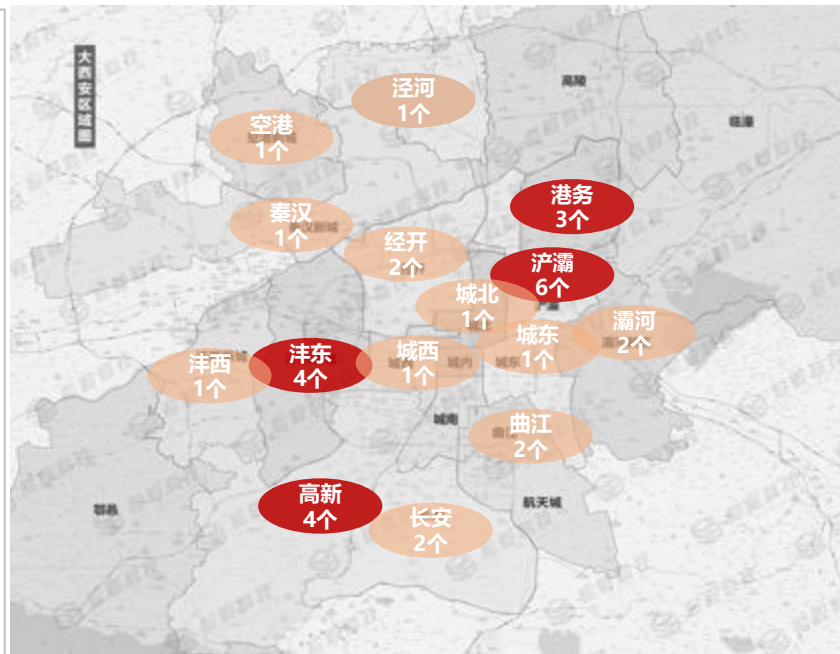 大西安区域图
泾河
1个
高陵
临潼
空港
1个
港务
3个
秦汉
1个
经开
2个
浐灞
6个
城北
1个
灞河
2个
城东
1个
城西
1个
沣东
4个
沣西
1个
城内
城东
城南
曲江
2个
高新
4个
长安
2个
航天城
鄠邑